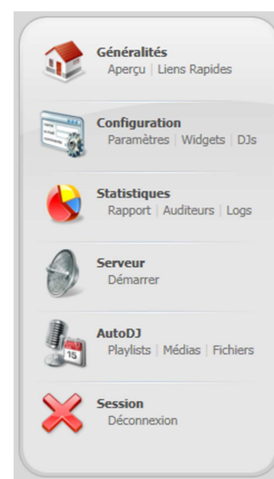 Généralités
Aperçu | Liens Rapides
Configuration
Paramètres | Widgets | DJs
Statistiques
Rapport | Auditeurs | Logs
Serveur
Démarrer
AutoDJ
Playlists | Médias | Fichiers
15
Session
Déconnexion